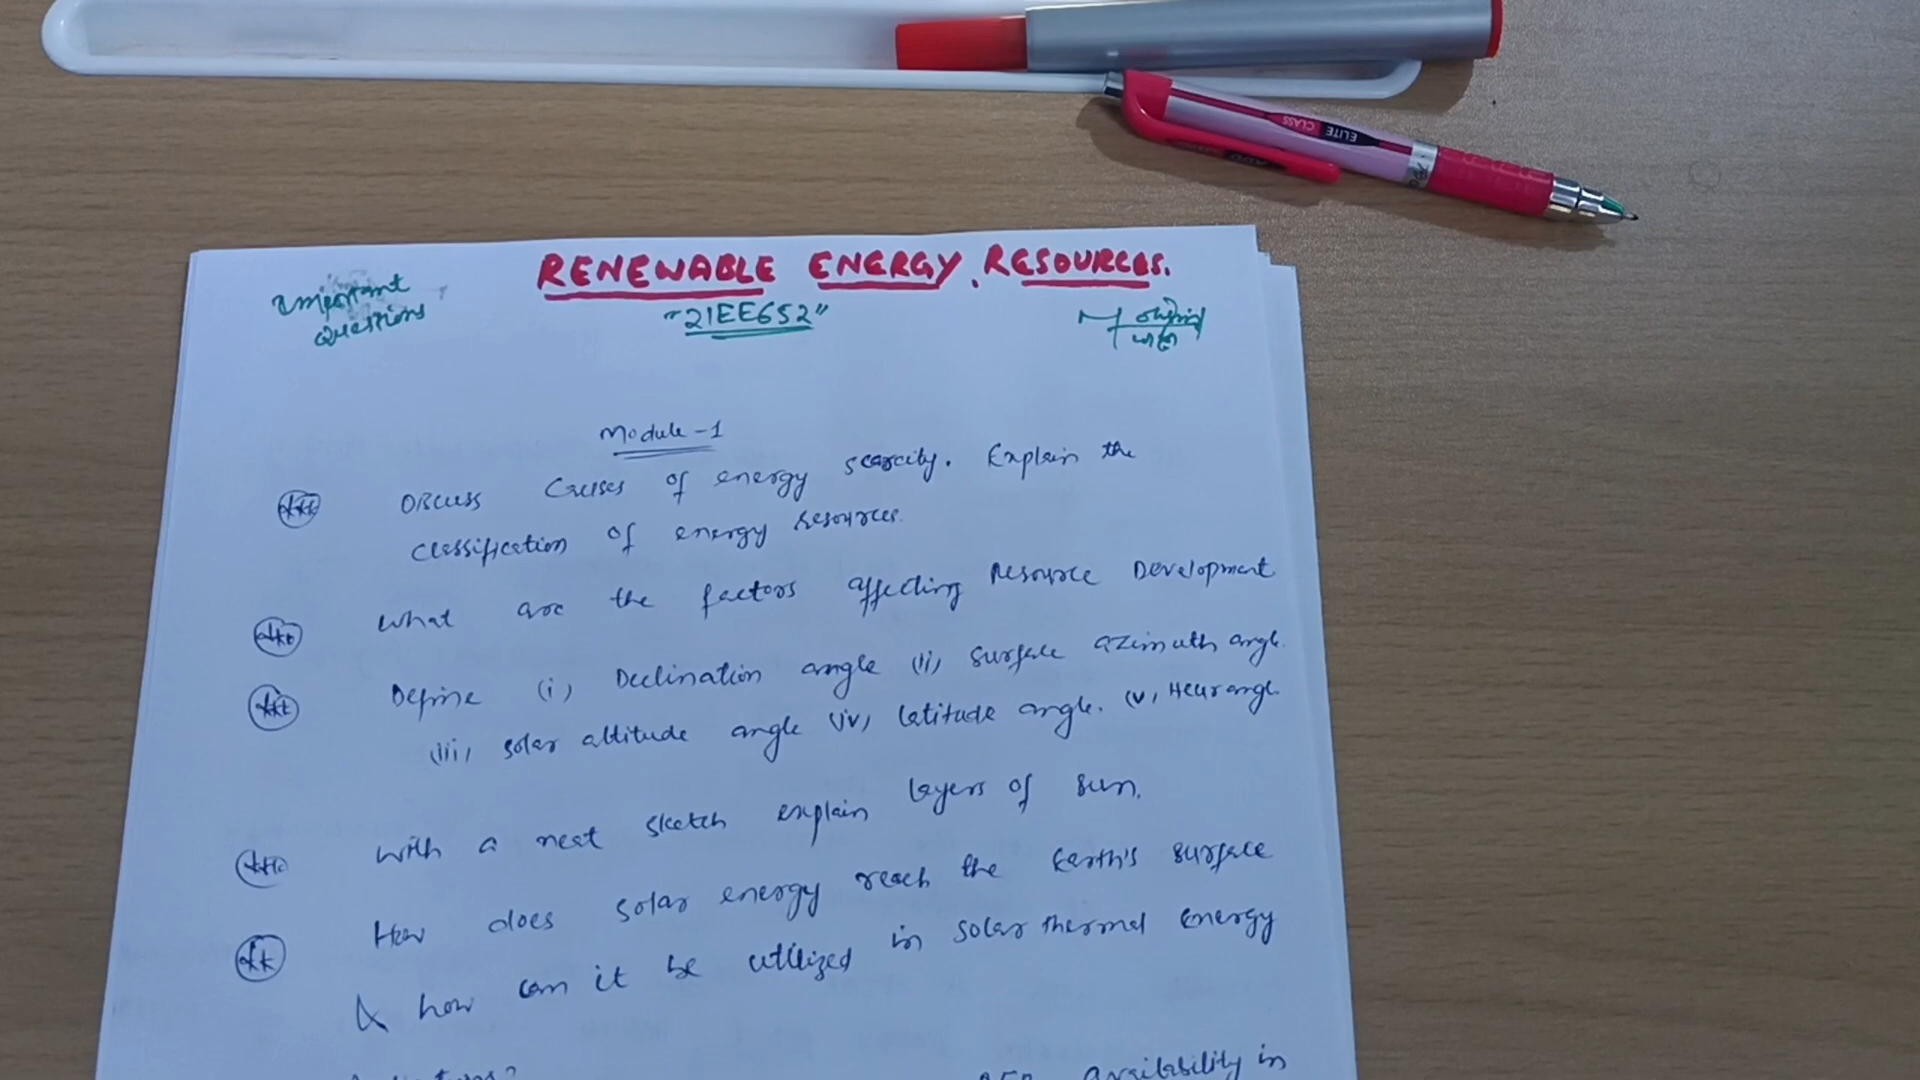 RENEWABLE ENERGY RESOURCES.
Important
Questions
"21EE652"
Module-1
Discuss causes of energy scarcity. Explain the
classification of energy resources.
What are the factors affecting Resource Development
Define (i) Declination angle (ii) surface azimuth angle.
(iii) solar altitude angle (iv) latitude angle. (v) Hour angle
With a neat sketch explain layers of sun.
How does solar energy reach the Earth's surface
& how can it be utilized in solar thermal energy
availability in
ELITE
CLASS